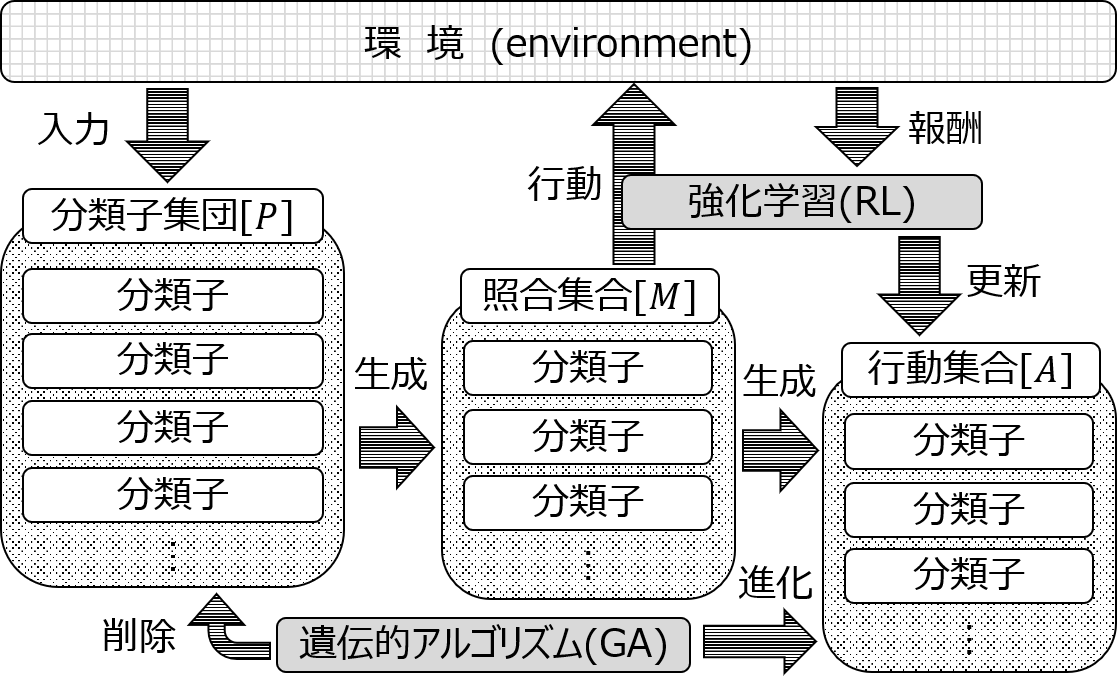 環 境 (environment)
入力
行動
報酬
強化学習(RL)
更新
分類子集団[P]
分類子
分類子
分類子
分類子
⋮
生成
照合集合[M]
分類子
分類子
分類子
⋮
生成
行動集合[A]
分類子
分類子
分類子
⋮
削除
遺伝的アルゴリズム(GA)
進化